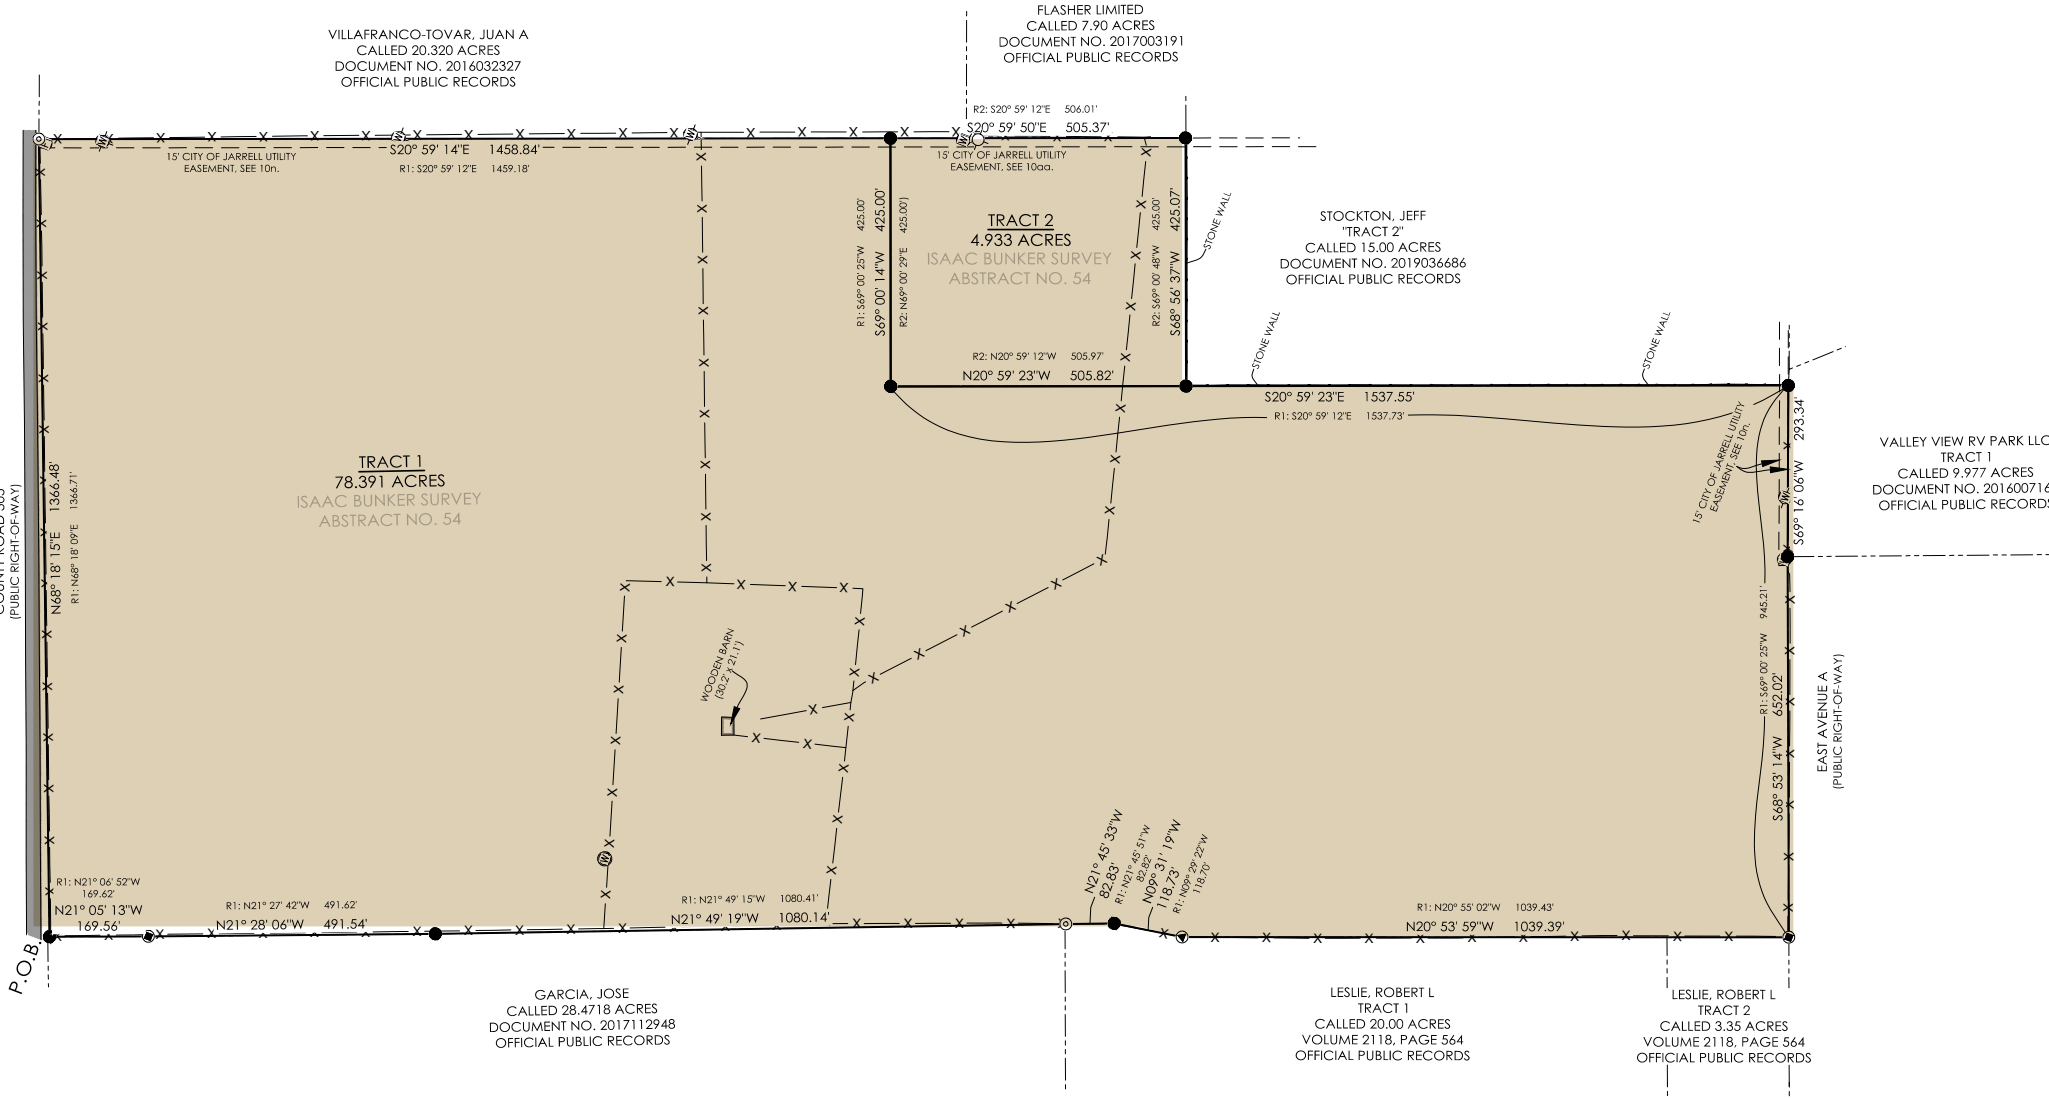 FLASHER LIMITED
CALLED 7.90 ACRES
DOCUMENT NO. 2017003191
OFFICIAL PUBLIC RECORDS
VILLAFRANCO-TOVAR, JUAN A
CALLED 20.320 ACRES
DOCUMENT NO. 2016032327
OFFICIAL PUBLIC RECORDS
R2: S20° 59' 12"E 506.01'
S20° 59' 50"E 505.37'
S20° 59' 14"E 1458.84'
R1: S20° 59' 12"E 1459.18'
15' CITY OF JARRELL UTILITY
EASEMENT, SEE 10n.
15' CITY OF JARRELL UTILITY
EASEMENT, SEE 10aa.
R1: S69° 00' 25"W 425.00'
S69° 00' 14"W 425.00'
R2: N69° 00' 29"E 425.00')
TRACT 2
4.933 ACRES
ISAAC BUNKER SURVEY
ABSTRACT NO. 54
R2: S69° 00' 48"W 425.00'
S68° 56' 37"W 425.07'
STONE WALL
STOCKTON, JEFF
"TRACT 2"
CALLED 15.00 ACRES
DOCUMENT NO. 2019036686
OFFICIAL PUBLIC RECORDS
R2: N20° 59' 12"W 505.97'
N20° 59' 23"W 505.82'
STONE WALL
STONE WALL
S20° 59' 23"E 1537.55'
R1: S20° 59' 12"E 1537.73'
15' CITY OF JARRELL UTILITY
EASEMENT, SEE 10n.
S69° 16' 06"W 293.34'
VALLEY VIEW RV PARK LLC
TRACT 1
CALLED 9.977 ACRES
DOCUMENT NO. 201600716
OFFICIAL PUBLIC RECORDS
TRACT 1
78.391 ACRES
ISAAC BUNKER SURVEY
ABSTRACT NO. 54
(PUBLIC RIGHT-OF-WAY)
N68° 18' 15"E 1366.48'
R1: N68° 18' 09"E 1366.71'
WOODEN BARN
(30.2' X 21.1')
R1: S69° 00' 25"W 945.21'
S68° 53' 14"W 652.02'
EAST AVENUE A
(PUBLIC RIGHT-OF-WAY)
R1: N21° 06' 52"W
169.62'
N21° 05' 13"W
169.56'
R1: N21° 27' 42"W 491.62'
N21° 28' 06"W 491.54'
R1: N21° 49' 15"W 1080.41'
N21° 49' 19"W 1080.14'
N21° 45' 33"W
82.83'
R1: N21° 45' 51"W
82.82'
N09° 31' 19"W
118.73'
R1: N09° 29' 22"W
118.70'
R1: N20° 55' 02"W 1039.43'
N20° 53' 59"W 1039.39'
P.O.B.
GARCIA, JOSE
CALLED 28.4718 ACRES
DOCUMENT NO. 2017112948
OFFICIAL PUBLIC RECORDS
LESLIE, ROBERT L
TRACT 1
CALLED 20.00 ACRES
VOLUME 2118, PAGE 564
OFFICIAL PUBLIC RECORDS
LESLIE, ROBERT L
TRACT 2
CALLED 3.35 ACRES
VOLUME 2118, PAGE 564
OFFICIAL PUBLIC RECORDS